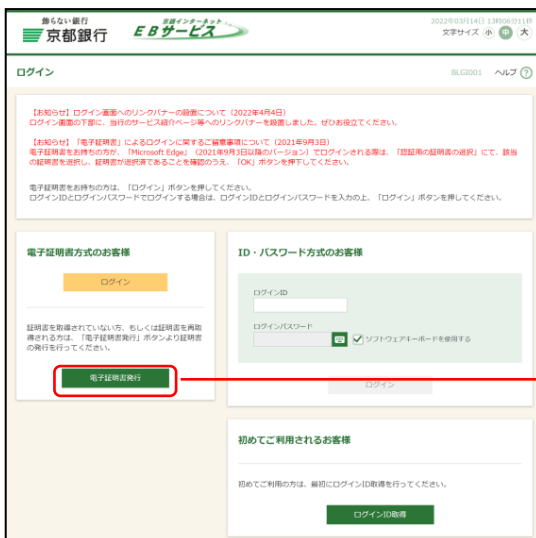 飾らない銀行
京都銀行
京銀インターネット
EBサービス
2022年03月14日 13時06分11秒
文字サイズ 小 中 大
ログイン
BLGI001 ヘルプ ?
【お知らせ】ログイン画面へのリンクバナーの設置について（2022年4月4日）
ログイン画面の下部に、当行のサービス紹介ページ等へのリンクバナーを設置しました。ぜひお役立てください。
【お知らせ】「電子証明書」によるログインに関するご留意事項について（2021年9月3日）
電子証明書をお持ちの方が、「Microsoft Edge」（2021年9月3日以降のバージョン）でログインされる際は、「認証用の証明書の選択」にて、該当
の証明書を選択し、証明書が選択済であることを確認のうえ、「OK」ボタンを押下してください。
電子証明書をお持ちの方は、「ログイン」ボタンを押してください。
ログインIDとログインパスワードでログインする場合は、ログインIDとログインパスワードを入力の上、「ログイン」ボタンを押してください。
電子証明書方式のお客様
ログイン
証明書を取得されていない方、もしくは証明書を再取
得される方は、「電子証明書発行」ボタンより証明書
の発行を行ってください。
電子証明書発行
ID・パスワード方式のお客様
ログインID
ログインパスワード
ソフトウェアキーボードを使用する
ログイン
初めてご利用されるお客様
初めてご利用の方は、最初にログインID取得を行ってください。
ログインID取得